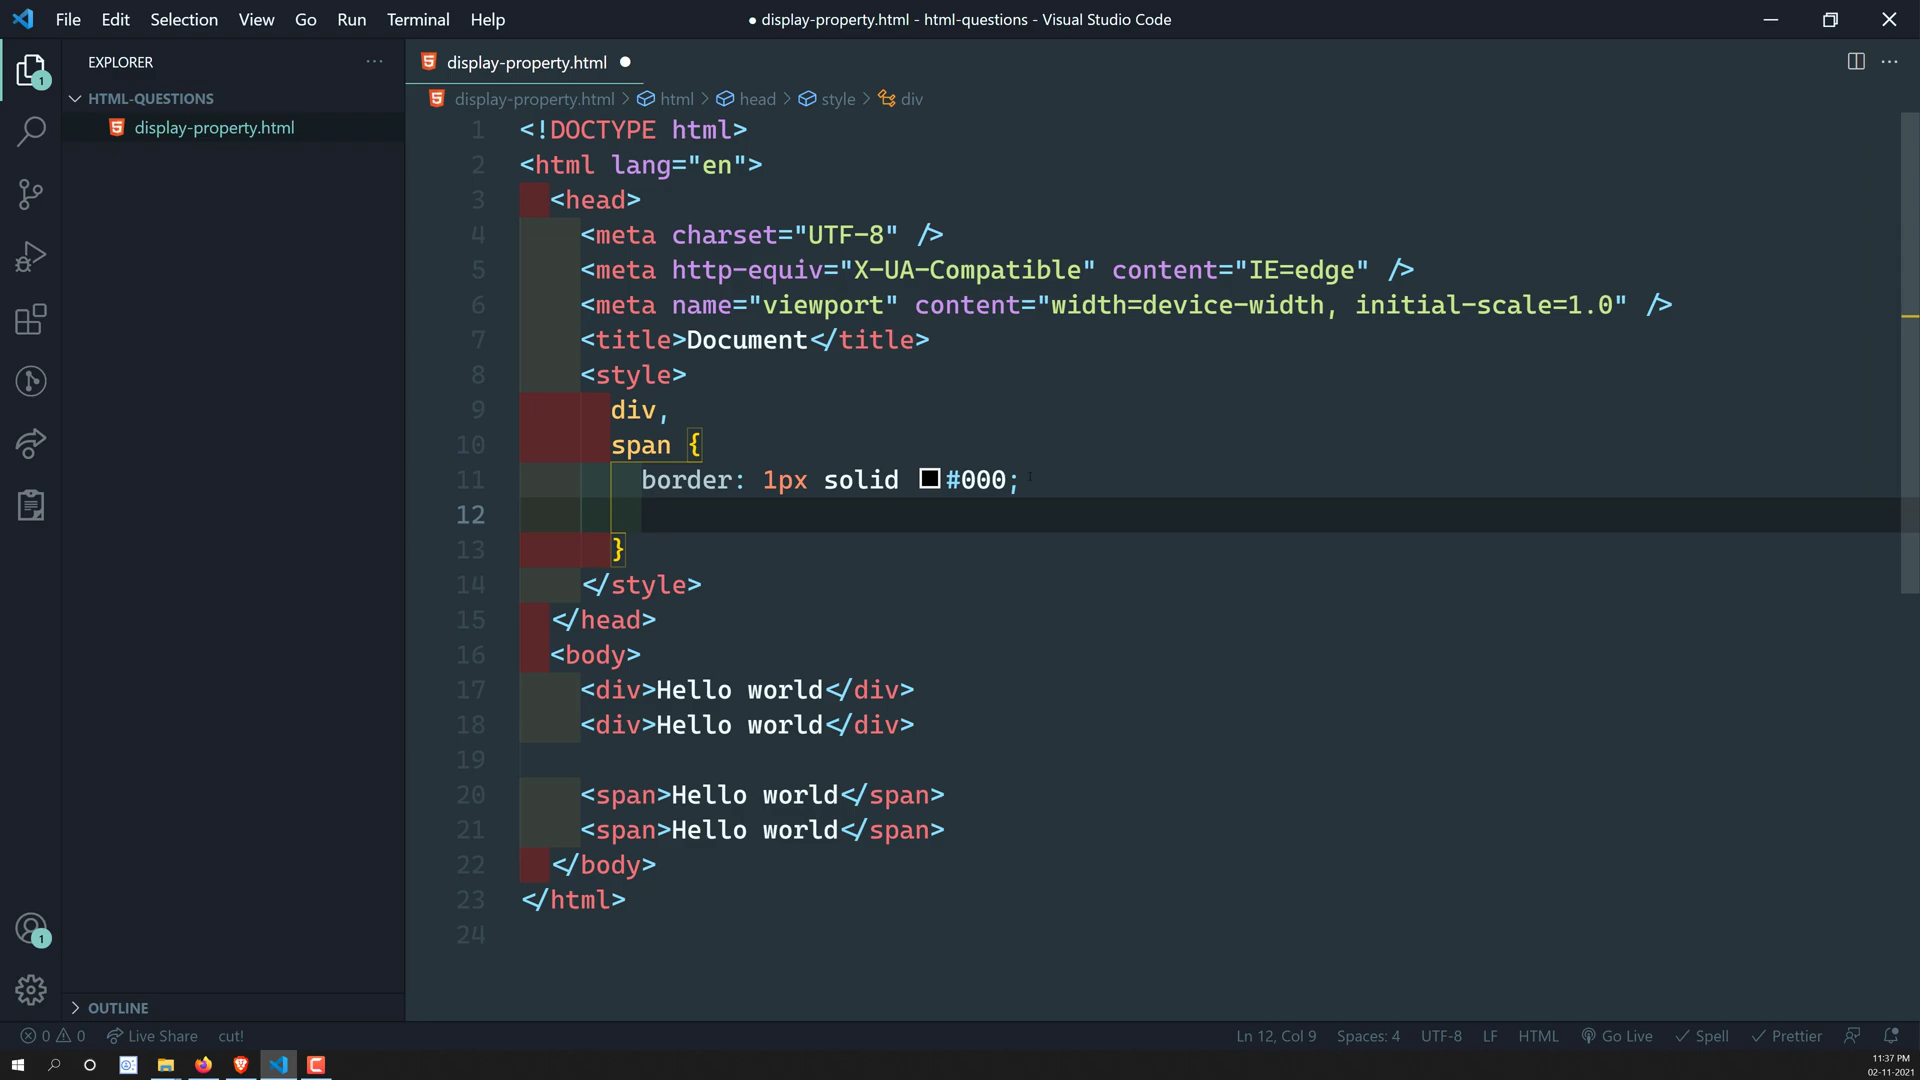 File Edit Selection View Go Run Terminal Help
● display-property.html - html-questions - Visual Studio Code
EXPLORER
HTML-QUESTIONS
display-property.html
1
1
OUTLINE
display-property.html
display-property.html > html > head > style > div
1 <!DOCTYPE html>
2 <html lang="en">
3 <head>
4 <meta charset="UTF-8" />
5 <meta http-equiv="X-UA-Compatible" content="IE=edge" />
6 <meta name="viewport" content="width=device-width, initial-scale=1.0" />
7 <title>Document</title>
8 <style>
9 div,
10 span {
11 border: 1px solid #000;
12
13 }
14 </style>
15 </head>
16 <body>
17 <div>Hello world</div>
18 <div>Hello world</div>
19
20 <span>Hello world</span>
21 <span>Hello world</span>
22 </body>
23 </html>
24
0 0 Live Share cut! Ln 12, Col 9 Spaces: 4 UTF-8 LF HTML Go Live Spell Prettier
11:37 PM
02-11-2021